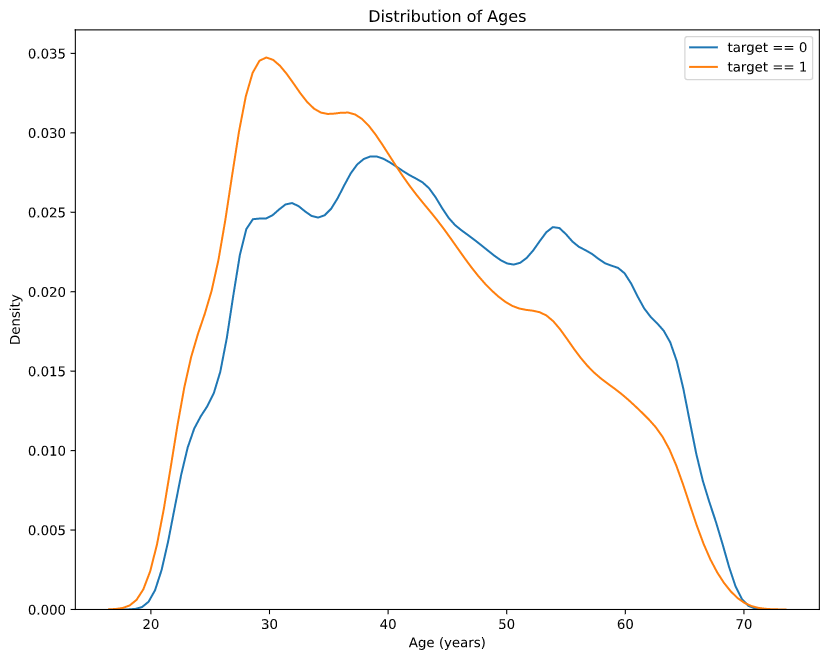 Distribution of Ages
target == 0
target == 1
0.035
0.030
0.025
0.020
0.015
0.010
0.005
0.000
Density
20 30 40 50 60 70
Age (years)